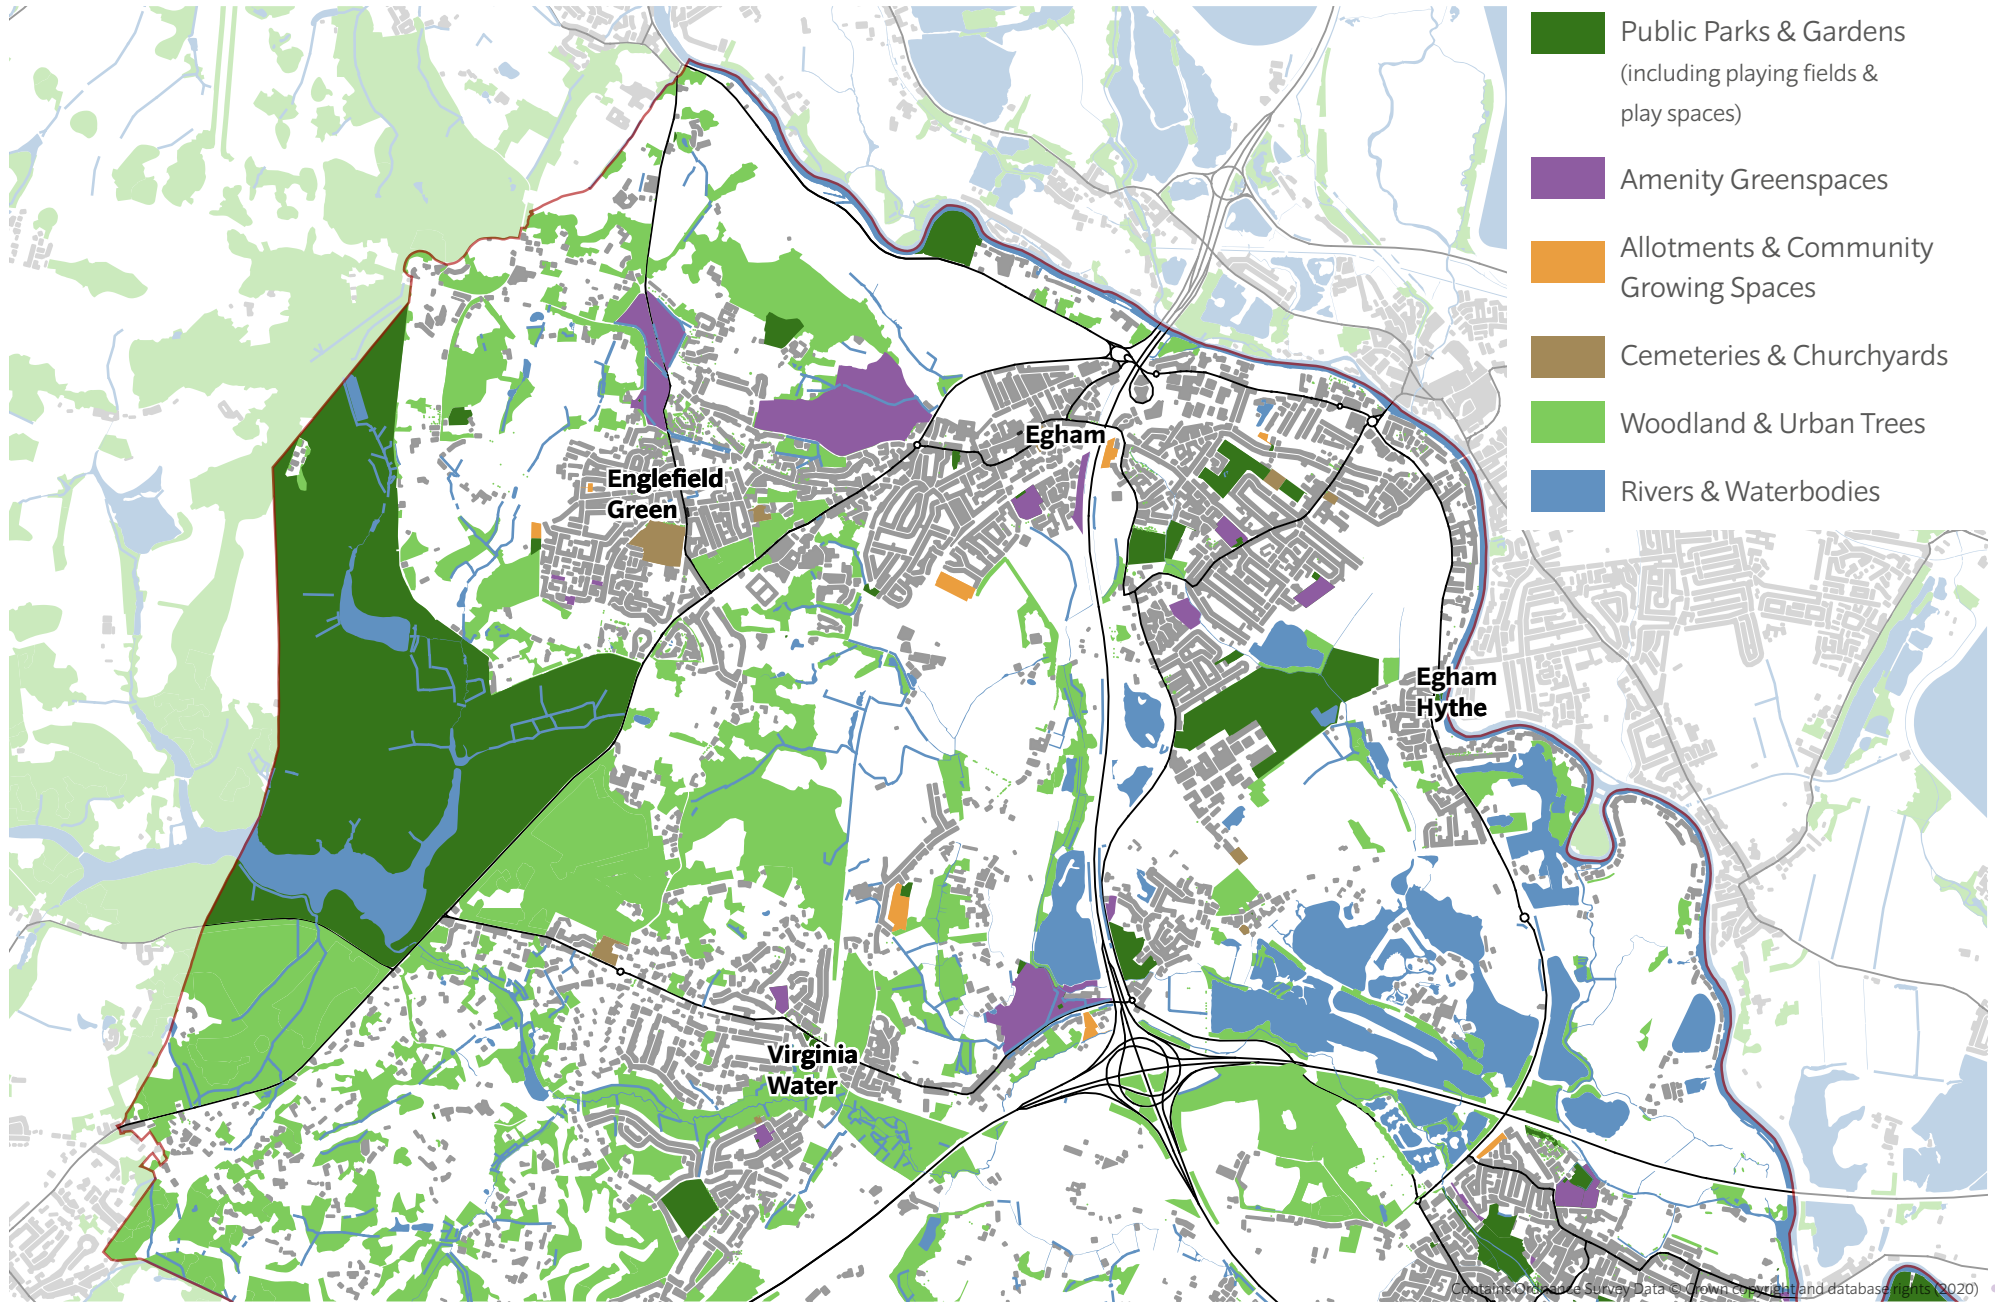 Public Parks & Gardens
(including playing fields &
play spaces)
Amenity Greenspaces
Allotments & Community
Growing Spaces
Cemeteries & Churchyards
Woodland & Urban Trees
Rivers & Waterbodies
Egham
Englefield
Green
Egham
Hythe
Virginia
Water
Contains Ordnance Survey Data © Crown copyright and database rights (2020)